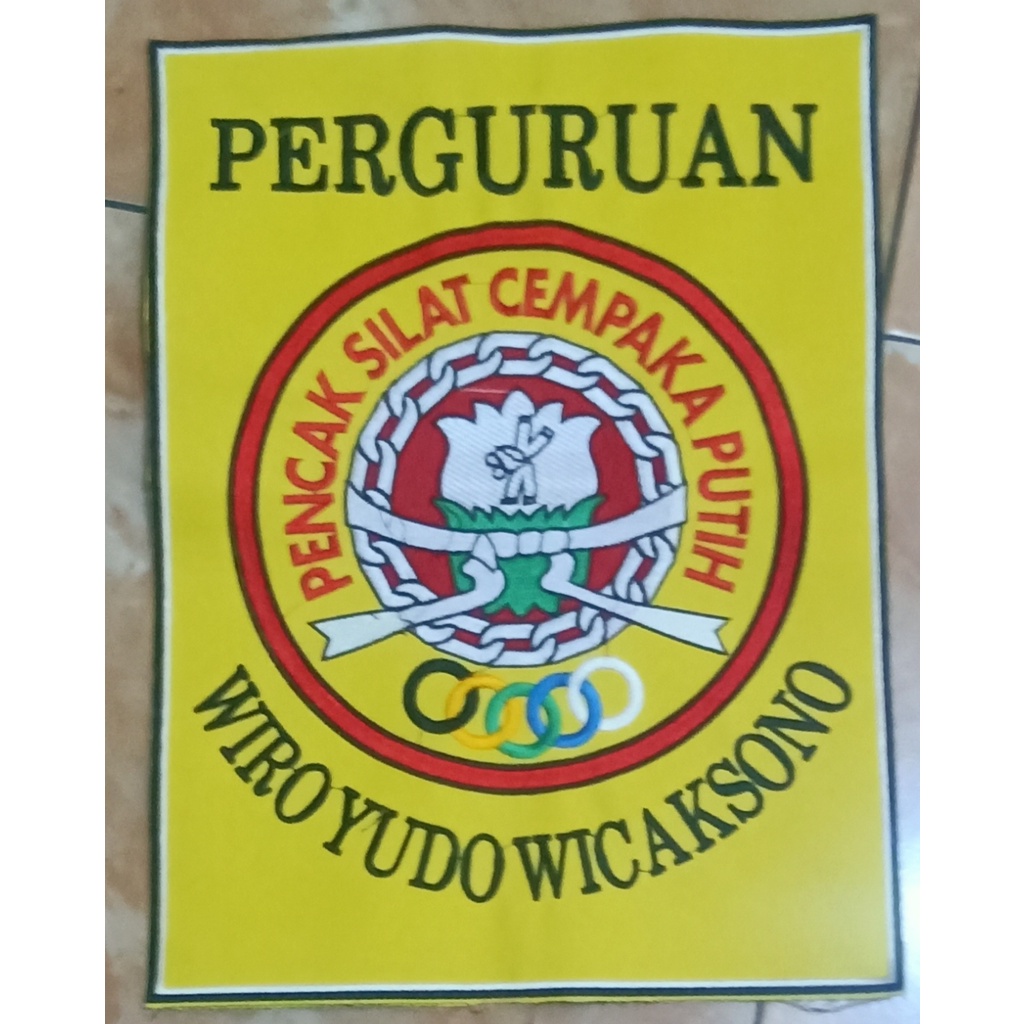 PERGURUAN
PENCAK SILAT CEMPAKA PUTIH
WIRO YUDO WICAKSONO